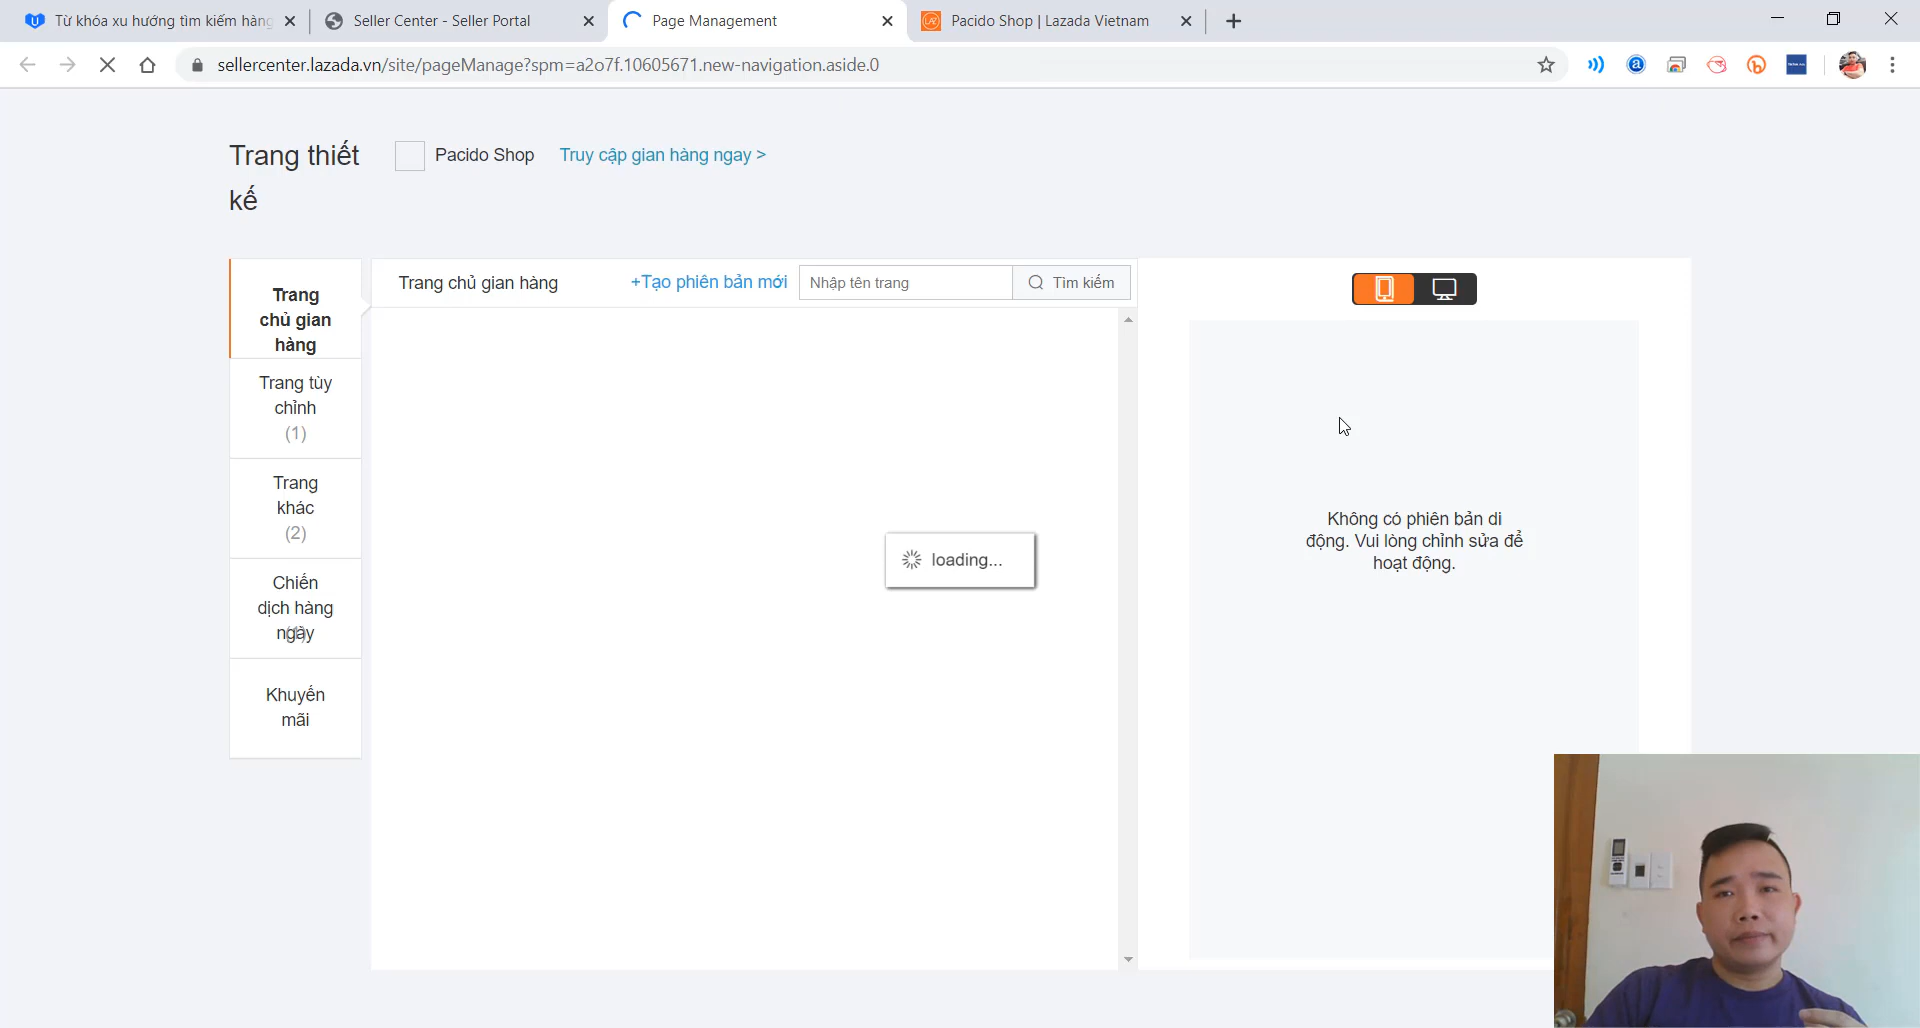 Từ khóa xu hướng tìm kiếm hàng
Seller Center - Seller Portal
Page Management
Pacido Shop | Lazada Vietnam
sellercenter.lazada.vn/site/pageManage?spm=a2o7f.10605671.new-navigation.aside.0
Trang thiết
kế
Pacido Shop
Truy cập gian hàng ngay >
Trang
chủ gian
hàng
Trang tùy
chỉnh
(1)
Trang
khác
(2)
Chiến
dịch hàng
ngày
(1)
Khuyến
mãi
Trang chủ gian hàng
+Tạo phiên bản mới
Nhập tên trang
Tìm kiếm
loading...
Không có phiên bản di
động. Vui lòng chỉnh sửa để
hoạt động.